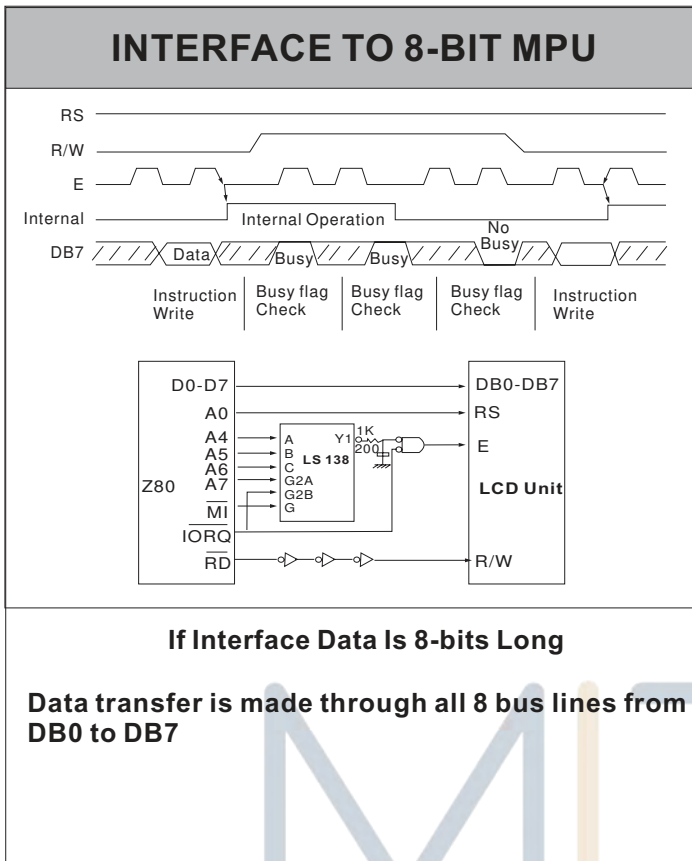 INTERFACE TO 8-BIT MPU
RS
R/W
E
Internal
Internal Operation
No
Busy
DB7
Data
Busy
Busy
Instruction
Write
Busy flag
Check
Busy flag
Check
Busy flag
Check
Instruction
Write
D0-D7
DB0-DB7
A0
RS
A4
A
Y1
1K
A5
B
200
E
A6
C
LS 138
A7
G2A
Z80
G2B
LCD Unit
MI
G
IORQ
RD
R/W
If Interface Data Is 8-bits Long
Data transfer is made through all 8 bus lines from
DB0 to DB7